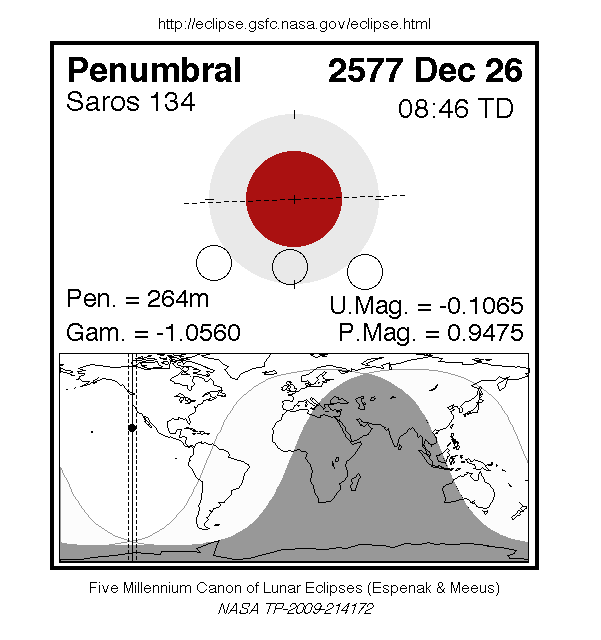 http://eclipse.gsfc.nasa.gov/eclipse.html
Penumbral 2577 Dec 26
Saros 134 08:46 TD
Pen. = 264m U.Mag. = -0.1065
Gam. = -1.0560 P.Mag. = 0.9475
Five Millennium Canon of Lunar Eclipses (Espenak & Meeus)
NASA TP-2009-214172